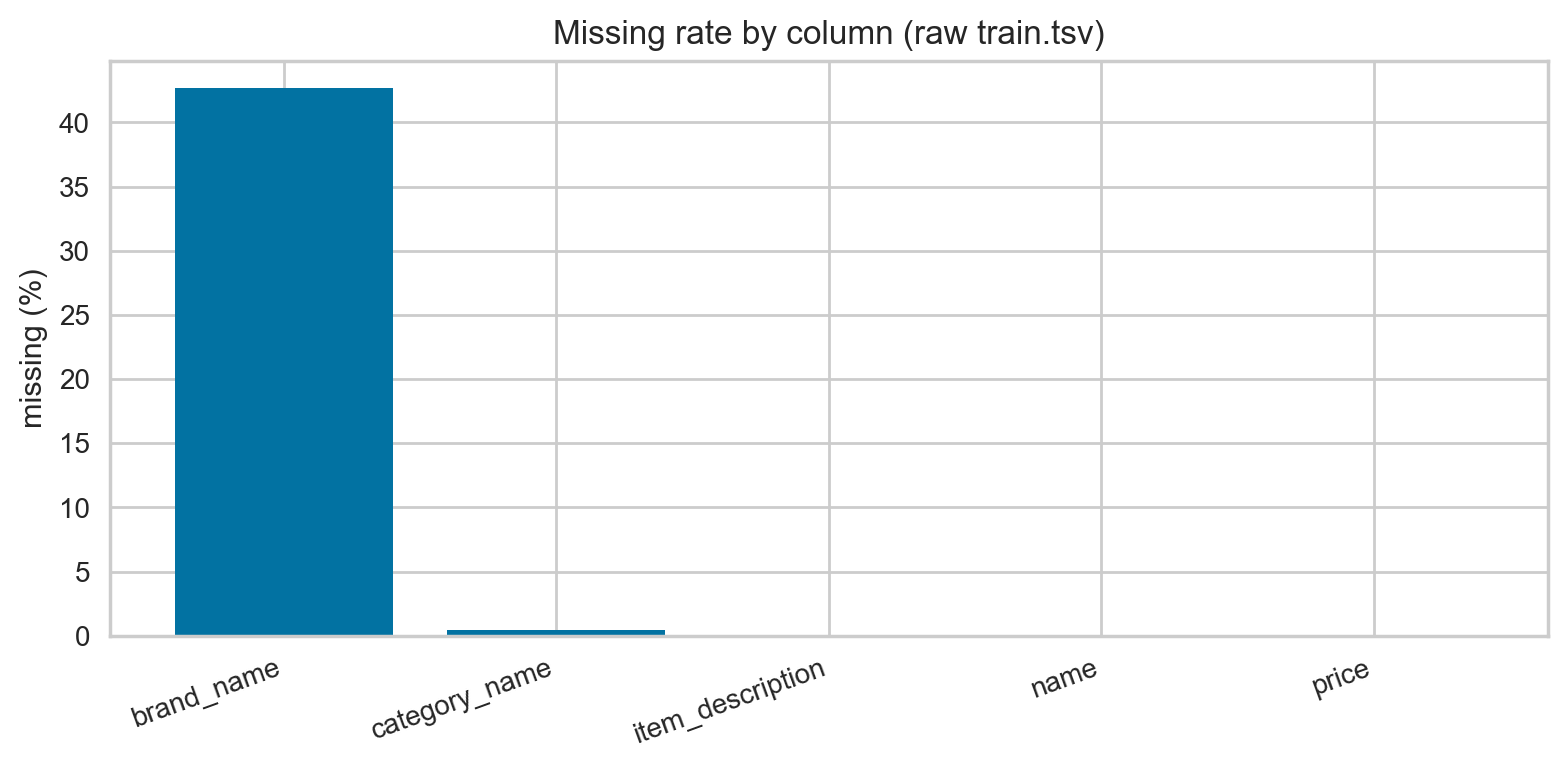 Missing rate by column (raw train.tsv)
missing (%)
40
35
30
25
20
15
10
5
0
brand_name
category_name
item_description
name
price